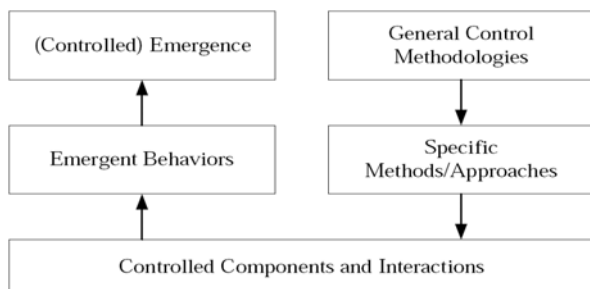 (Controlled) Emergence
General Control
Methodologies
Emergent Behaviors
Specific
Methods/Approaches
Controlled Components and Interactions